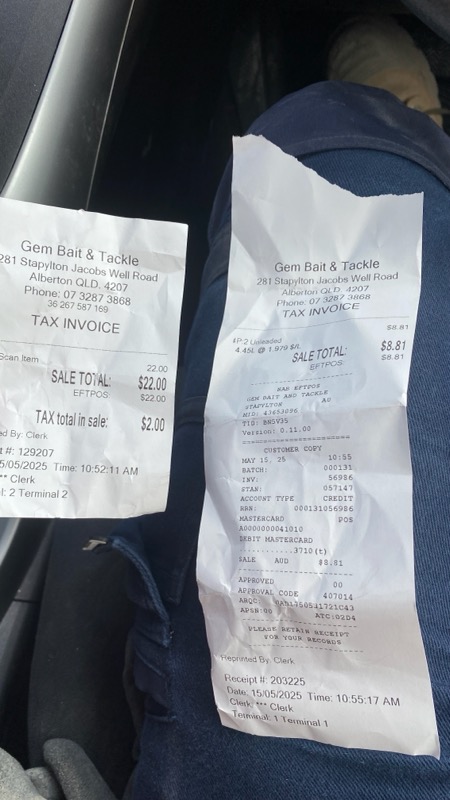 Gem Bait & Tackle
281 Stapylton Jacobs Well Road
Alberton QLD. 4207
Phone: 07 3287 3868
36 267 587 169
TAX INVOICE
Scan Item
22.00
SALE TOTAL: $22.00
EFTPOS $22.00
TAX total in sale: $2.00
ed By: Clerk
t #: 129207
5/05/2025 Time: 10:52:11 AM
** Clerk
l: 2 Terminal 2
Gem Bait & Tackle
281 Stapylton Jacobs Well Road
Alberton QLD. 4207
Phone: 07 3287 3868
TAX INVOICE
$8.81
P:2 Unleaded
4.45L @ 1.979 $/L
SALE TOTAL: $8.81
EFTPOS: $8.81
EFTPOS
GEM BAIT AND TACKLE
STAPYLTON AU
MID: 43653096
TID: BN5V35
Version: 0.11.00
CUSTOMER COPY
MAY 15, 25 10:55
BATCH: 000131
INV: 56986
STAN: 057147
ACCOUNT TYPE CREDIT
RRN: 000131056986
MASTERCARD POS
A0000000041010
DEBIT MASTERCARD
............3710(t)
SALE AUD $8.81
APPROVED 00
APPROVAL CODE 407014
ARQC:
APSN:00 ATC:02D4
PLEASE RETAIN RECEIPT
FOR YOUR RECORDS
Reprinted By: Clerk
Receipt #: 203225
Date: 15/05/2025 Time: 10:55:17 AM
Clerk: *** Clerk
Terminal: 1 Terminal 1